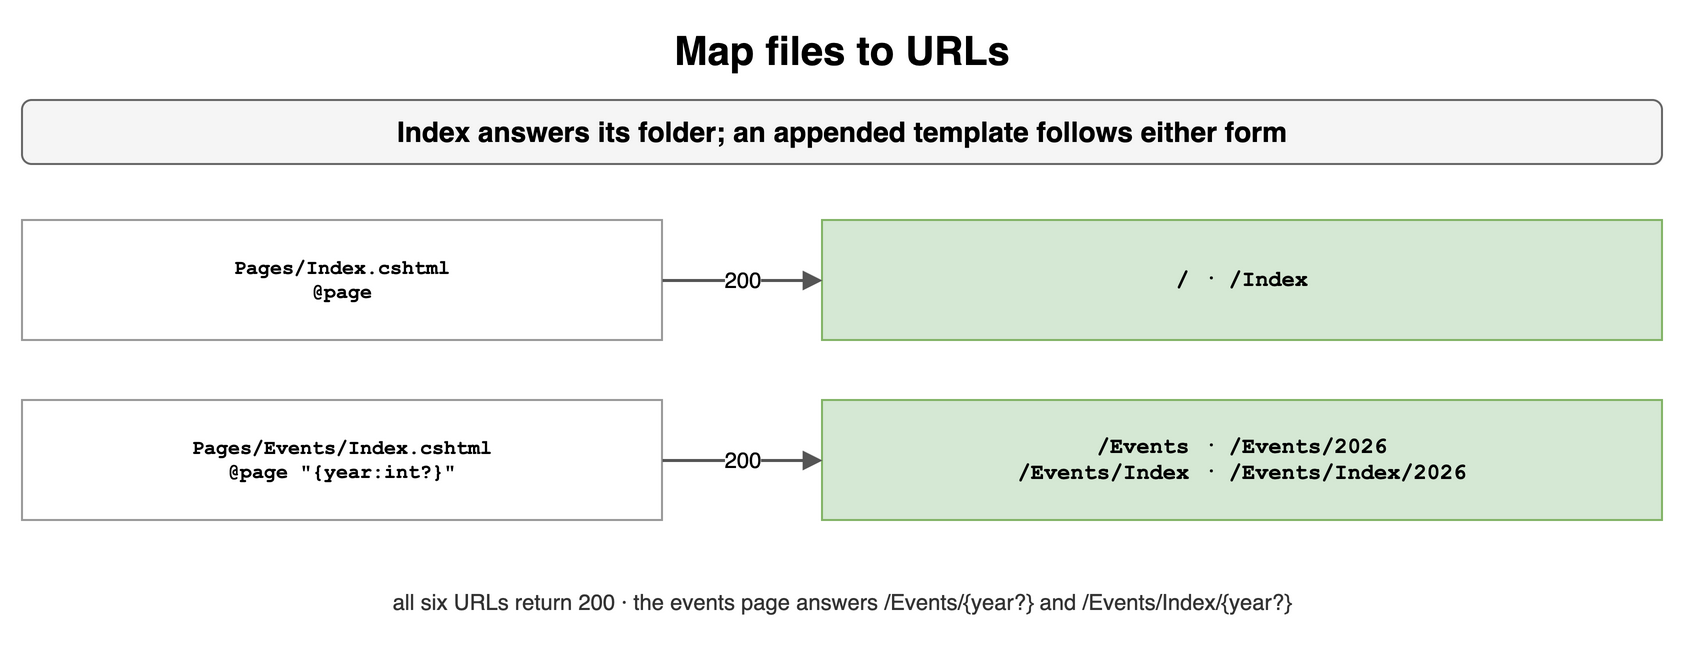 Map files to URLs
Index answers its folder; an appended template follows either form
Pages/Index.cshtml
@page
200
/ · /Index
Pages/Events/Index.cshtml
@page "{year:int?}"
200
/Events · /Events/2026
/Events/Index · /Events/Index/2026
all six URLs return 200 · the events page answers /Events/{year?} and /Events/Index/{year?}